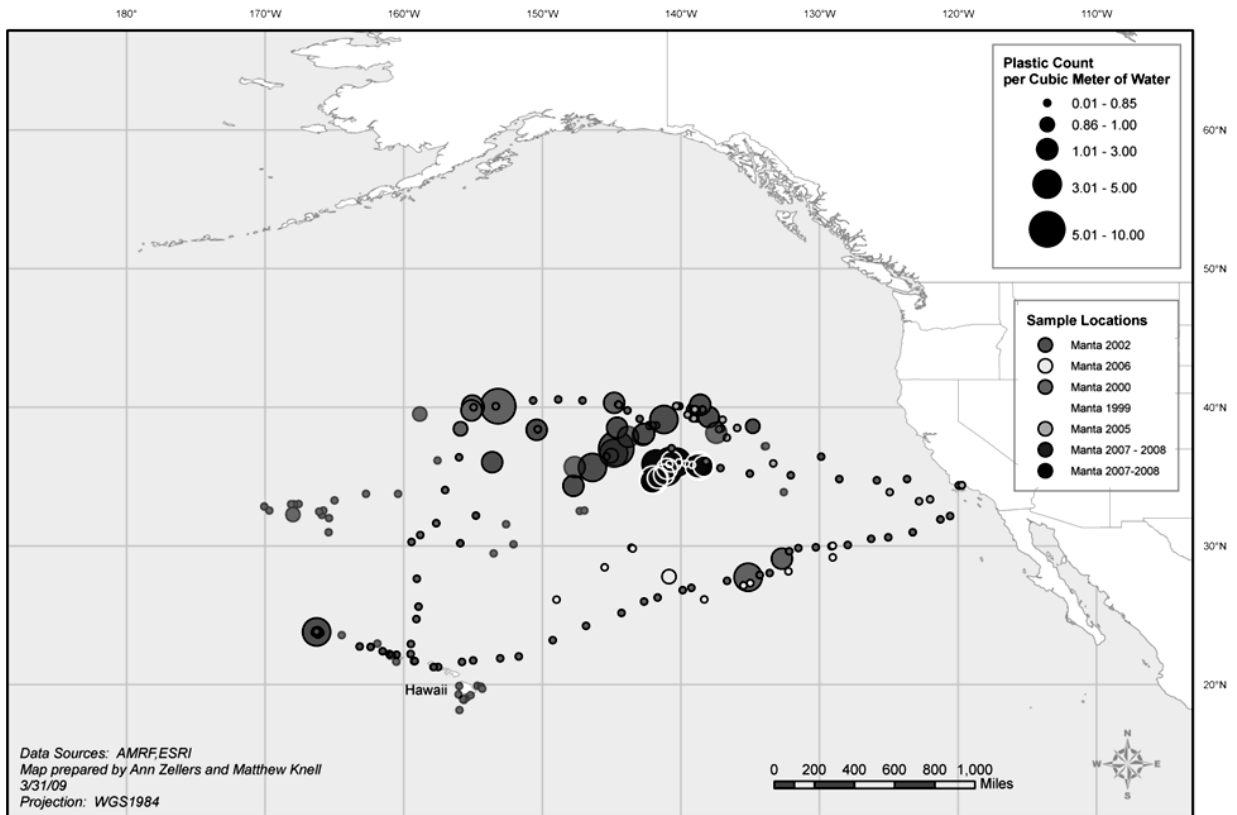 180°W
170°W
160°W
150°W
140°W
130°W
120°W
110°W
Plastic Count
per Cubic Meter of Water
0.01 - 0.85
0.86 - 1.00
1.01 - 3.00
3.01 - 5.00
5.01 - 10.00
60°N
50°N
Sample Locations
Manta 2002
Manta 2006
Manta 2000
Manta 1999
Manta 2005
Manta 2007 - 2008
Manta 2007-2008
40°N
30°N
20°N
Hawaii
Data Sources: AMRF,ESRI
Map prepared by Ann Zellers and Matthew Knell
3/31/09
Projection: WGS1984
0 200 400 600 800 1,000
Miles
N
W E
S